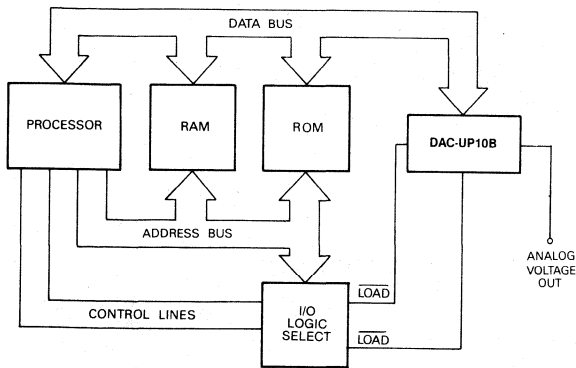 DATA BUS
PROCESSOR
RAM
ROM
DAC-UP10B
ADDRESS BUS
ANALOG
VOLTAGE
OUT
CONTROL LINES
I/O
LOGIC
SELECT
LOAD
LOAD